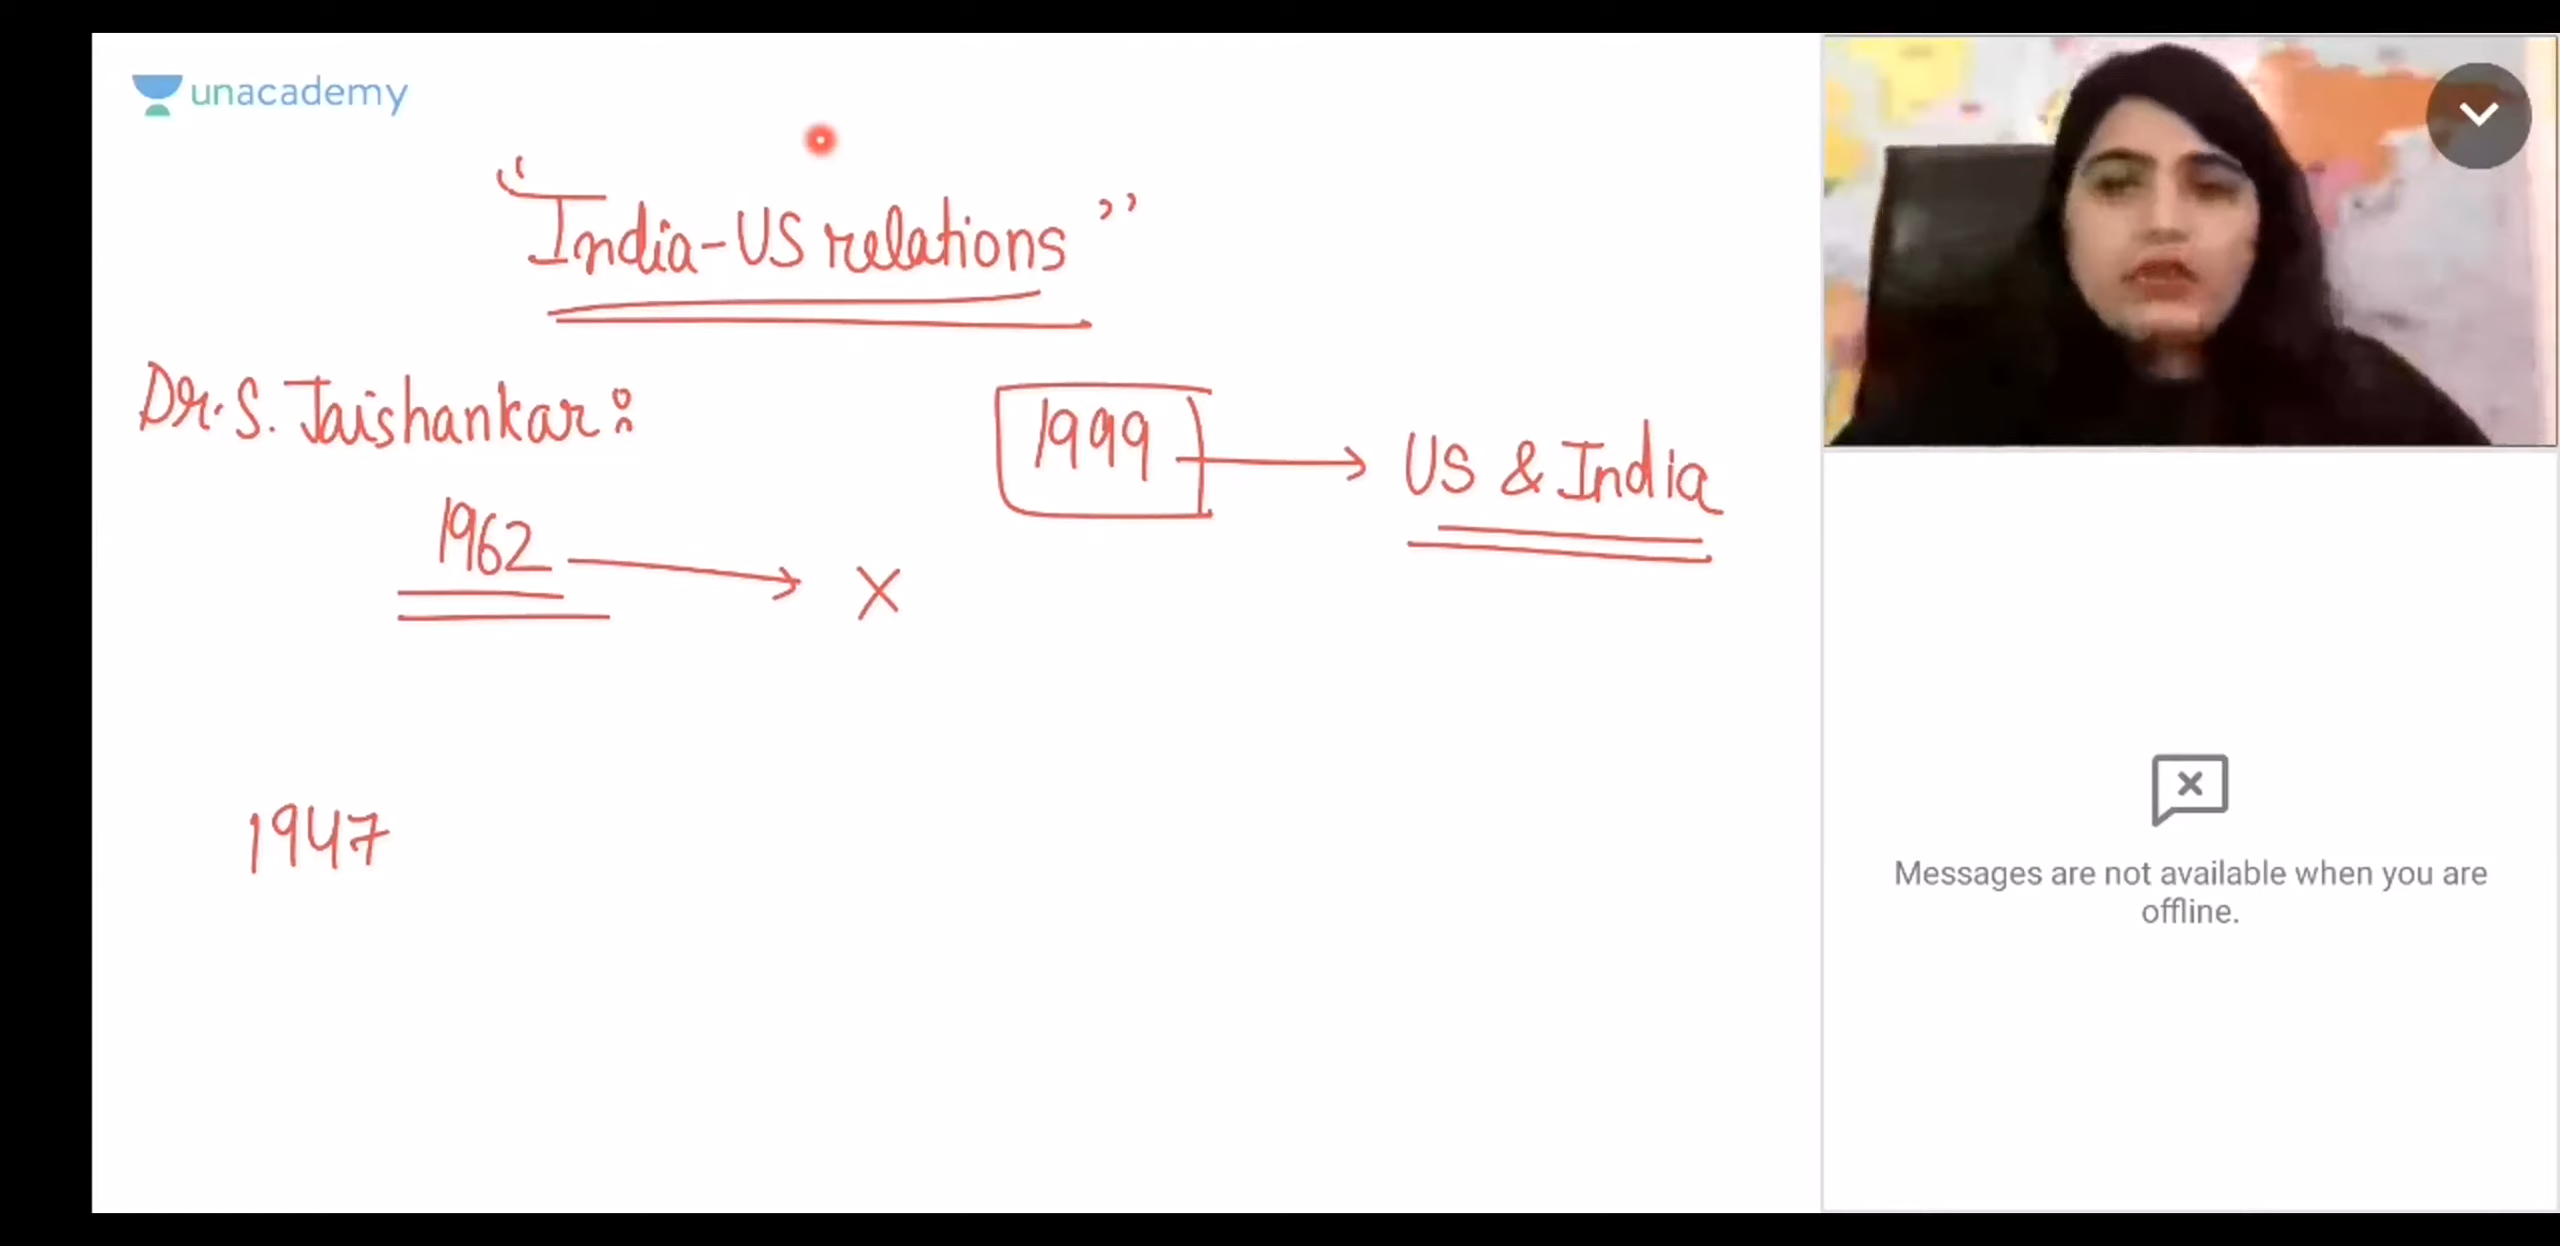 unacademy
"India-US relations"
Dr. S. Jaishankar:
1999 → US & India
1962 → X
1947
Messages are not available when you are
offline.